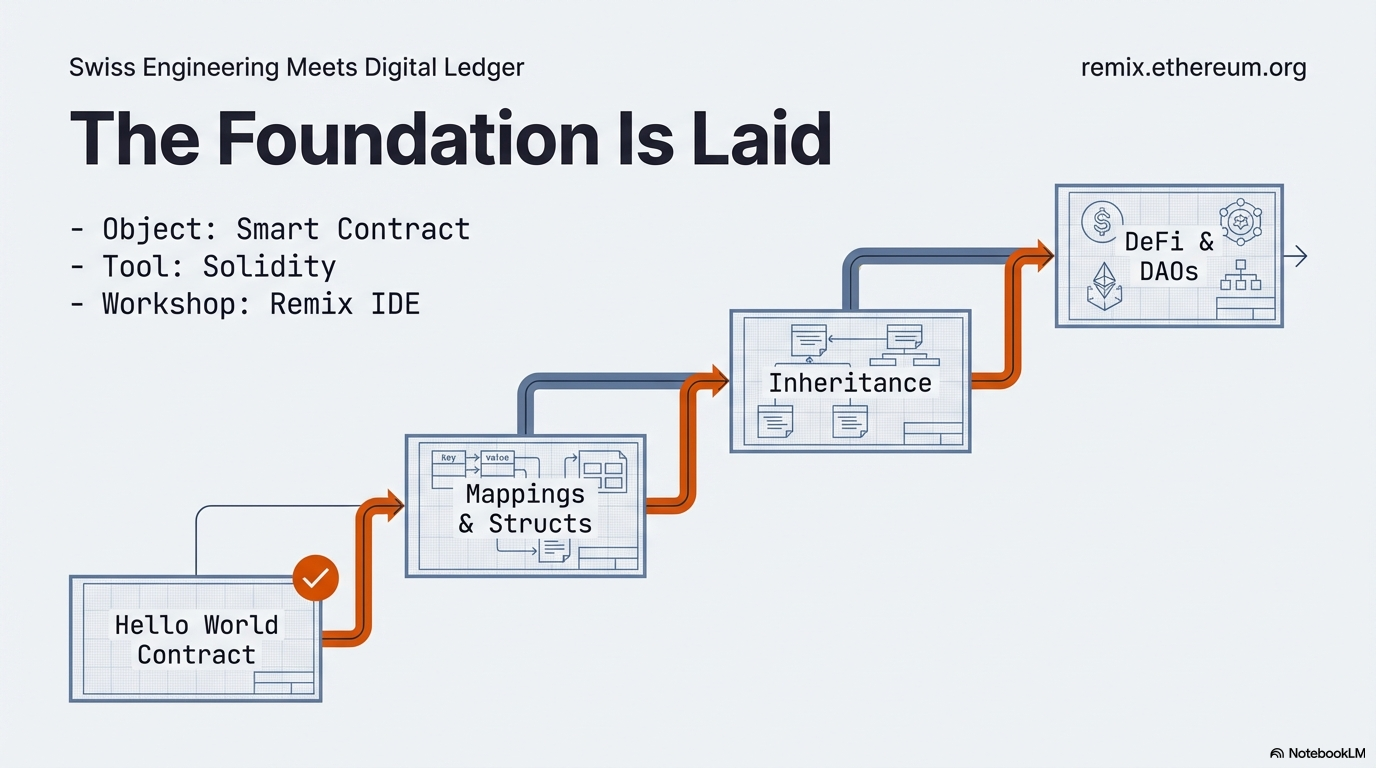 Swiss Engineering Meets Digital Ledger
remix.ethereum.org
The Foundation Is Laid
- Object: Smart Contract
- Tool: Solidity
- Workshop: Remix IDE
DeFi &
DAOs
$
Inheritance
Key
value
Mappings
& Structs
Hello World
Contract
NotebookLM